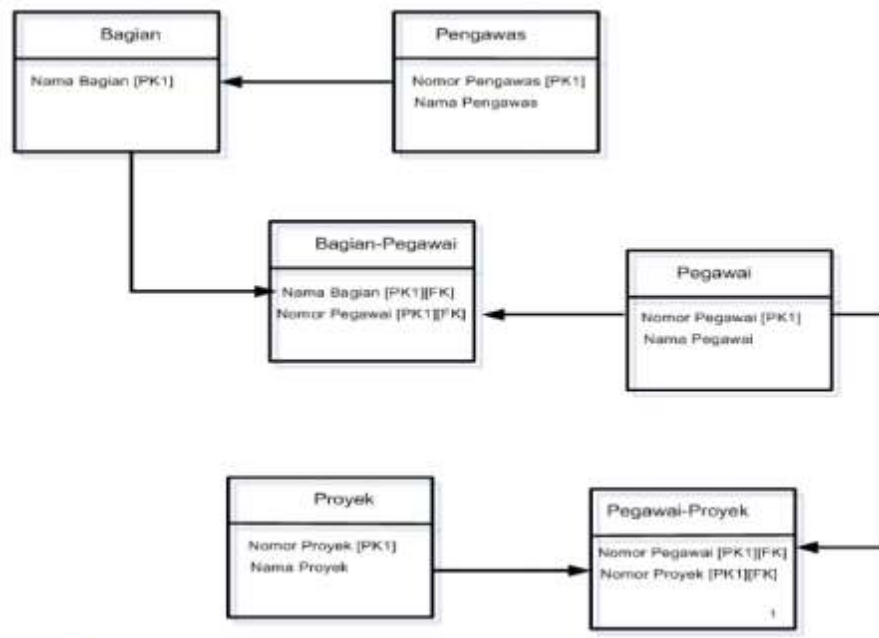 Bagian
Nama Bagian [PK1]
Pengawas
Nomor Pengawas [PK1]
Nama Pengawas
Bagian-Pegawai
Nama Bagian [PK1][FK]
Nomor Pegawai [PK1][FK]
Pegawai
Nomor Pegawai [PK1]
Nama Pegawai
Proyek
Nomor Proyek [PK1]
Nama Proyek
Pegawai-Proyek
Nomor Pegawai [PK1][FK]
Nomor Proyek [PK1][FK]
1